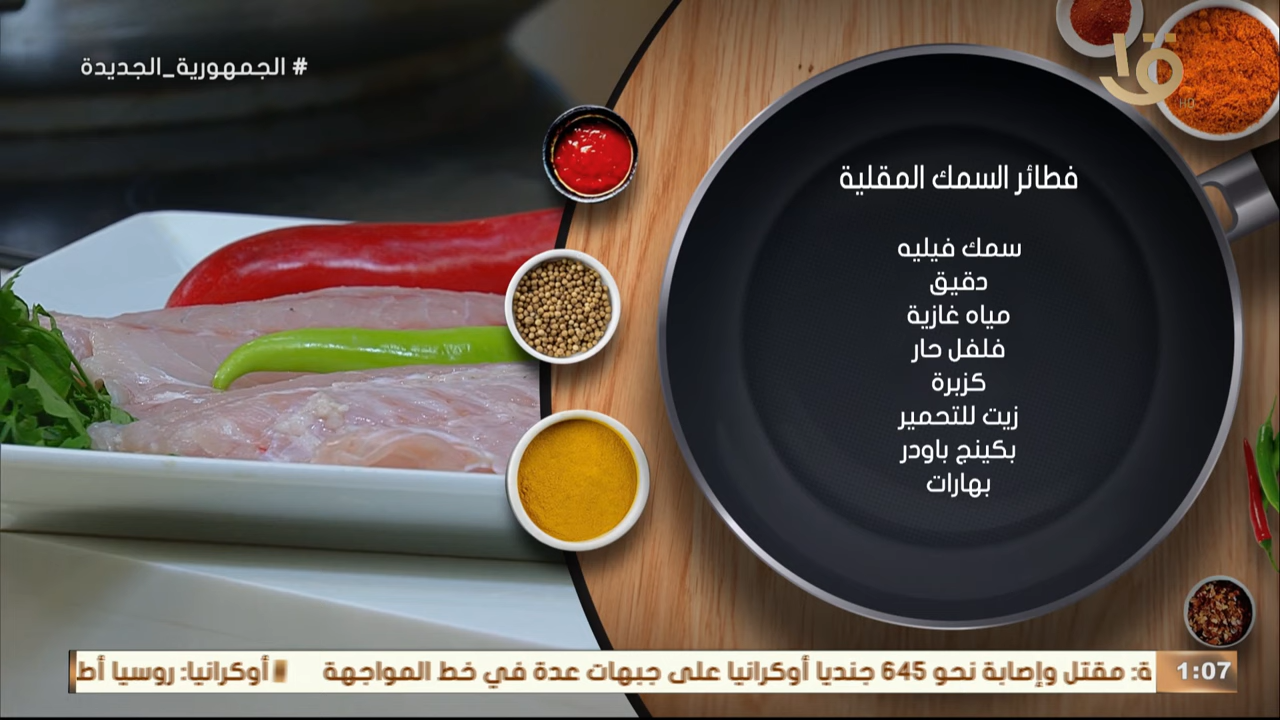 # الجمهورية_الجديدة
HD
فطائر السمك المقلية
سمك فيليه
دقيق
مياه غازية
فلفل حار
كزبرة
زيت للتحمير
بكينج باودر
بهارات
1:07
ة: مقتل وإصابة نحو 645 جنديا أوكرانيا على جبهات عدة في خط المواجهة أوكرانيا: روسيا أط